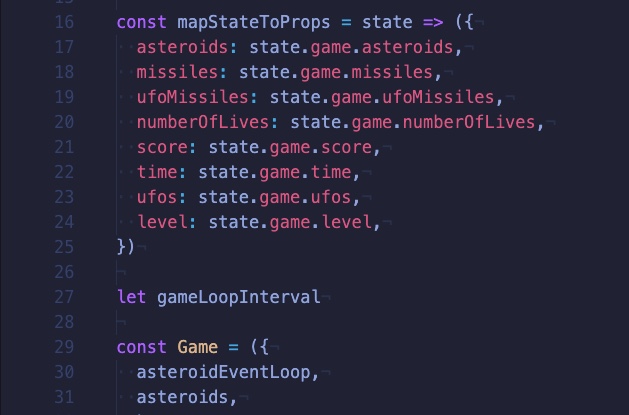 16 const mapStateToProps = state => ({
17 asteroids: state.game.asteroids,
18 missiles: state.game.missiles,
19 ufoMissiles: state.game.ufoMissiles,
20 numberOfLives: state.game.numberOfLives,
21 score: state.game.score,
22 time: state.game.time,
23 ufos: state.game.ufos,
24 level: state.game.level,
25 })
26
27 let gameLoopInterval
28
29 const Game = ({
30 asteroidEventLoop,
31 asteroids,